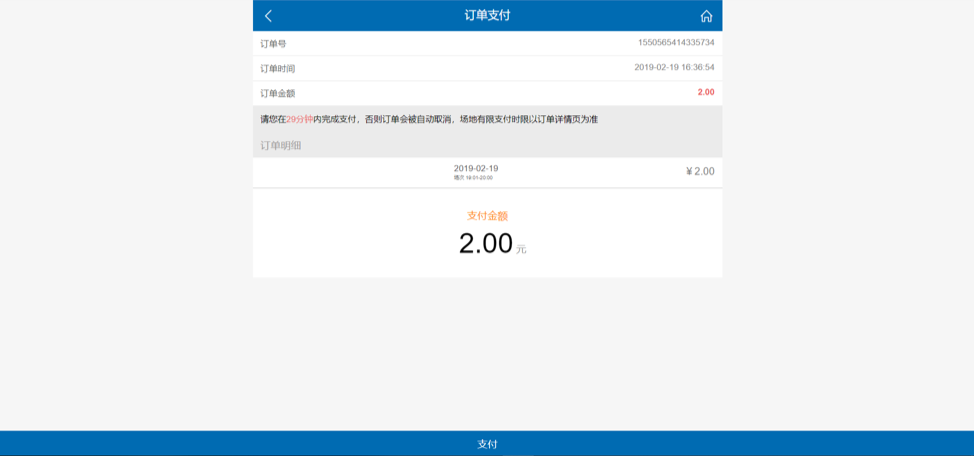 订单支付
订单号 1550565414335734
订单时间 2019-02-19 16:36:54
订单金额 2.00
请您在29分钟内完成支付，否则订单会被自动取消，场地有限支付时限以订单详情页为准
订单明细
2019-02-19 ¥2.00
场次 18:01-20:00
支付金额
2.00 元
支付